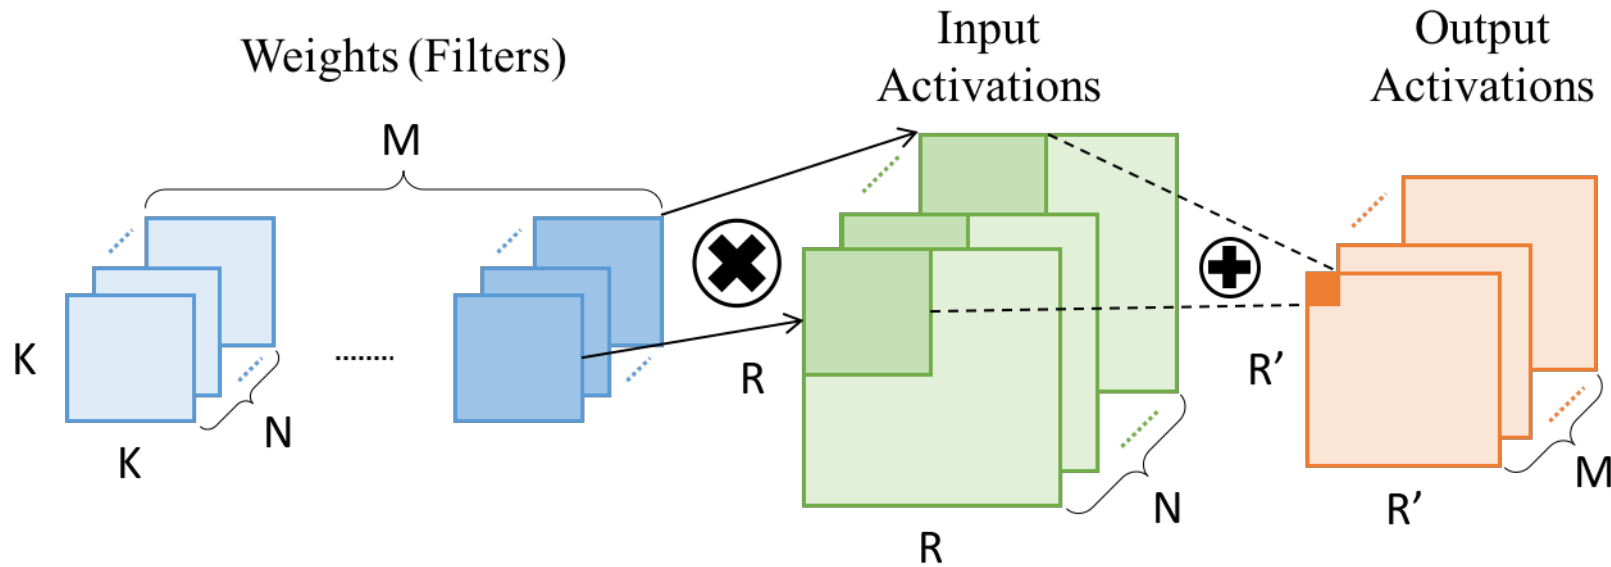 Weights (Filters)
Input
Activations
Output
Activations
M
K
K
N
R
R
N
R’
R’
M